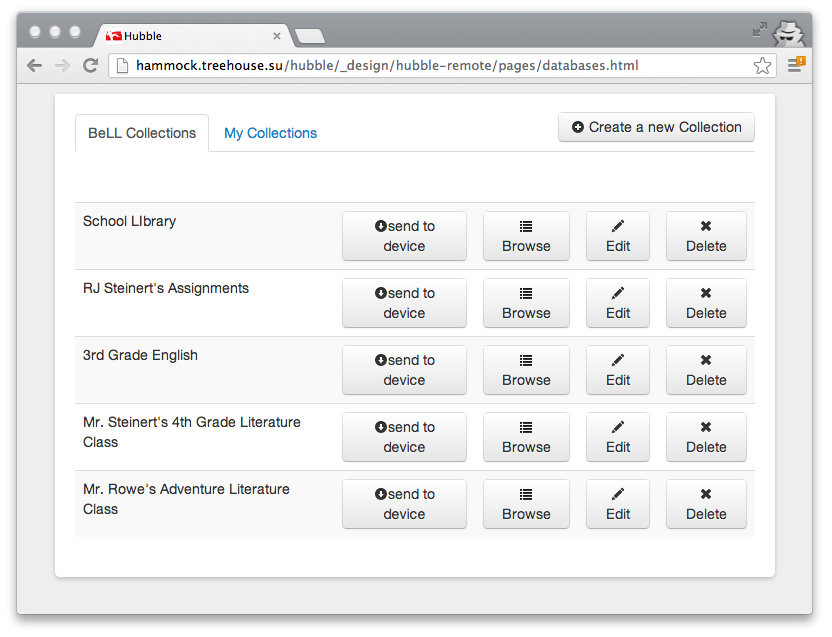 Hubble
hammock.treehouse.su/hubble/_design/hubble-remote/pages/databases.html
BeLL Collections
My Collections
Create a new Collection
School LIbrary
send to
device
Browse
Edit
Delete
RJ Steinert's Assignments
send to
device
Browse
Edit
Delete
3rd Grade English
send to
device
Browse
Edit
Delete
Mr. Steinert's 4th Grade Literature
Class
send to
device
Browse
Edit
Delete
Mr. Rowe's Adventure Literature
Class
send to
device
Browse
Edit
Delete